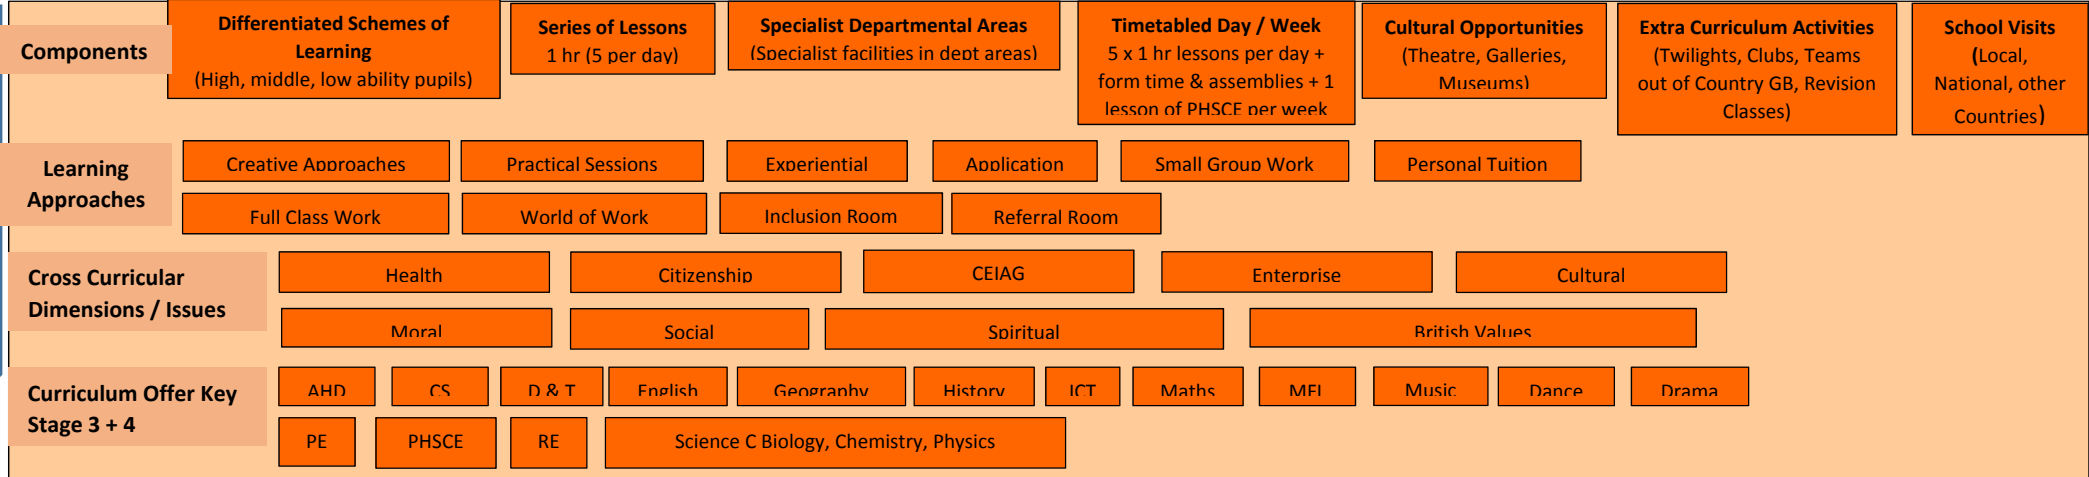 Components
Differentiated Schemes of
Learning
(High, middle, low ability pupils)
Series of Lessons
1 hr (5 per day)
Specialist Departmental Areas
(Specialist facilities in dept areas)
Timetabled Day / Week
5 x 1 hr lessons per day +
form time & assemblies + 1
lesson of PHSCE per week
Cultural Opportunities
(Theatre, Galleries,
Museums)
Extra Curriculum Activities
(Twilights, Clubs, Teams
out of Country GB, Revision
Classes)
School Visits
(Local,
National, other
Countries)
Learning
Approaches
Creative Approaches
Practical Sessions
Experiential
Application
Small Group Work
Personal Tuition
Full Class Work
World of Work
Inclusion Room
Referral Room
Cross Curricular
Dimensions / Issues
Health
Citizenship
CEIAG
Enterprise
Cultural
Moral
Social
Spiritual
British Values
Curriculum Offer Key
Stage 3 + 4
AHD
CS
D & T
English
Geography
History
ICT
Maths
MFL
Music
Dance
Drama
PE
PHSCE
RE
Science C Biology, Chemistry, Physics